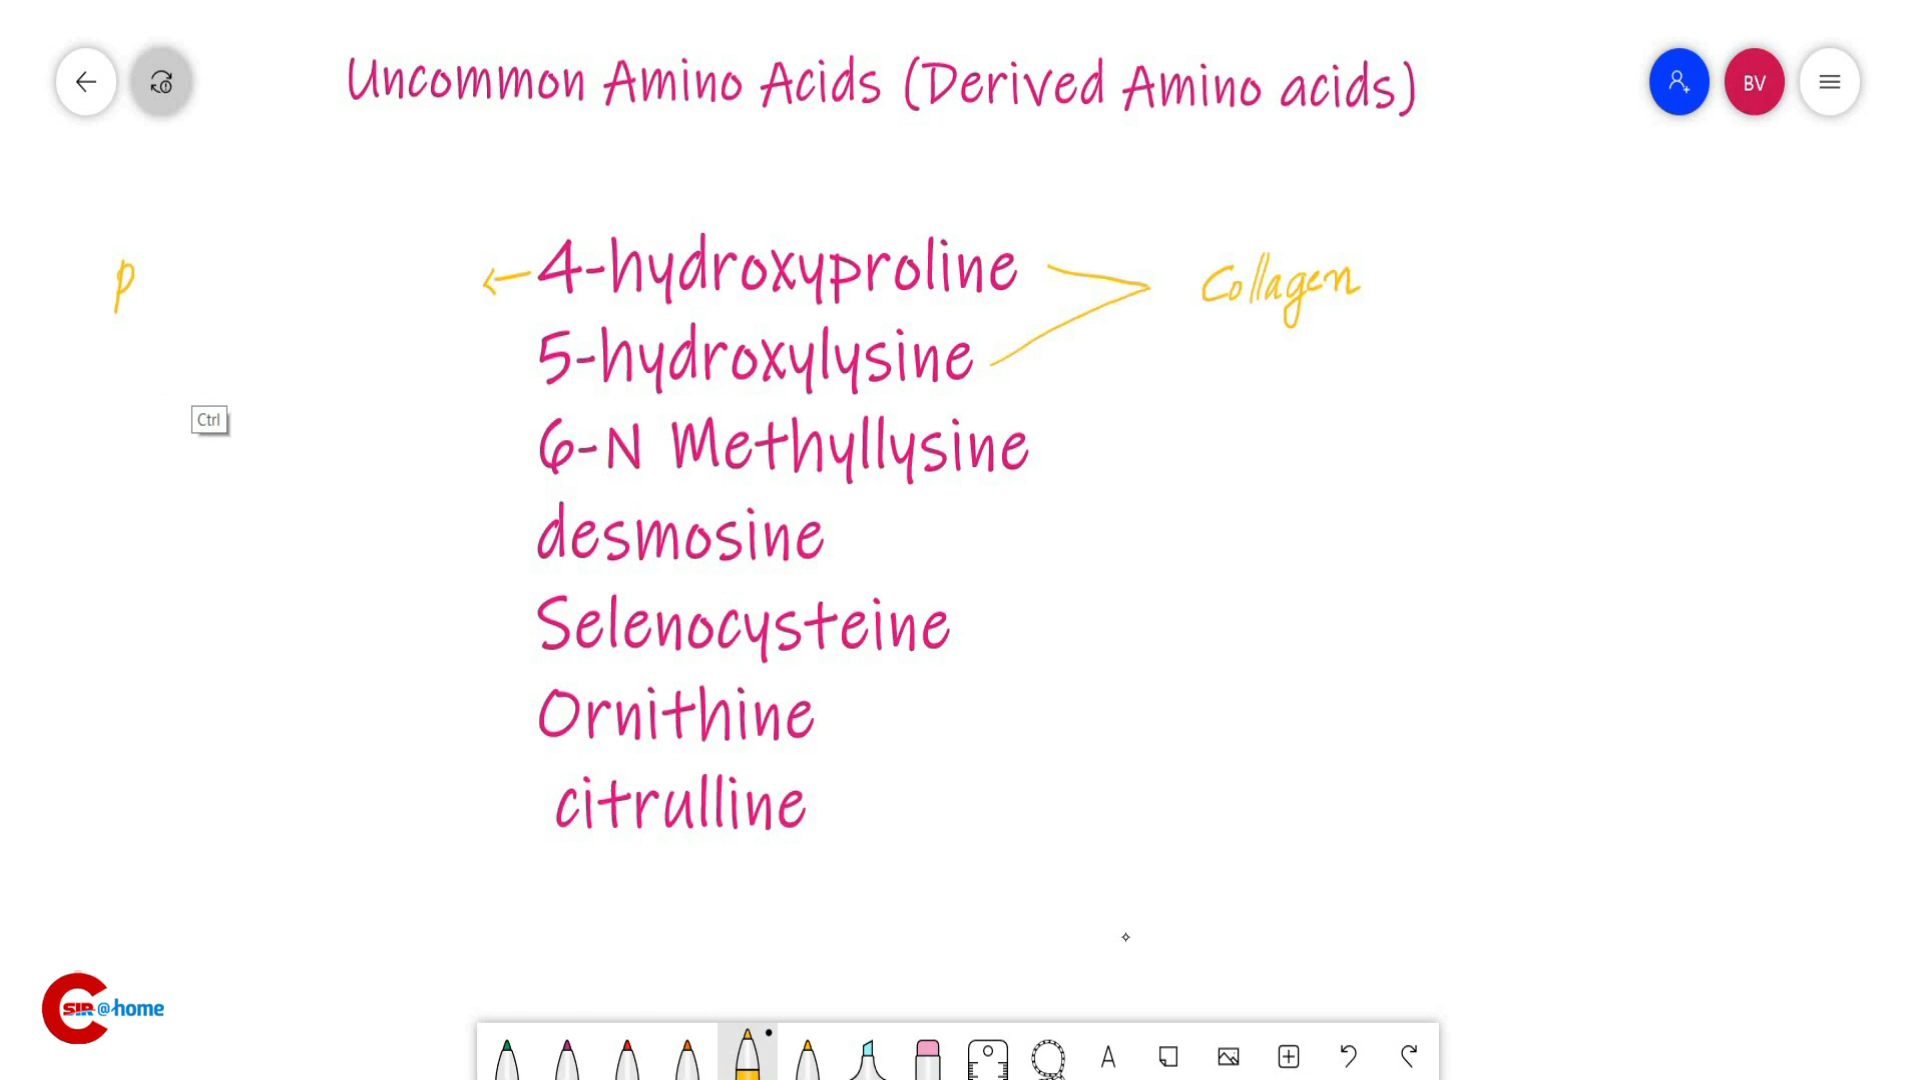 Uncommon Amino Acids (Derived Amino acids)
BV
p
4-hydroxyproline
Collagen
5-hydroxylysine
Ctrl
6-N Methyllysine
desmosine
Selenocysteine
Ornithine
citrulline
CSIR@home
A